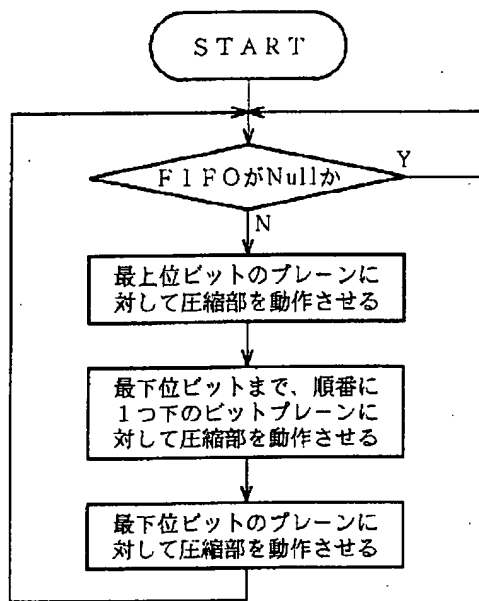 START
FIFOがNullか
Y
N
最上位ビットのプレーンに
対して圧縮部を動作させる
最下位ビットまで、順番に
1つ下のビットプレーンに
対して圧縮部を動作させる
最下位ビットのプレーンに
対して圧縮部を動作させる